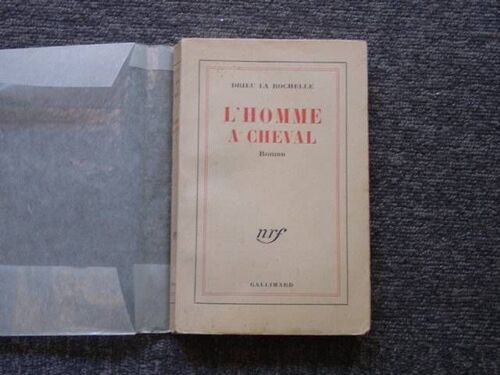 DRIEU LA ROCHELLE
L'HOMME
A CHEVAL
Roman
nrf
GALLIMARD